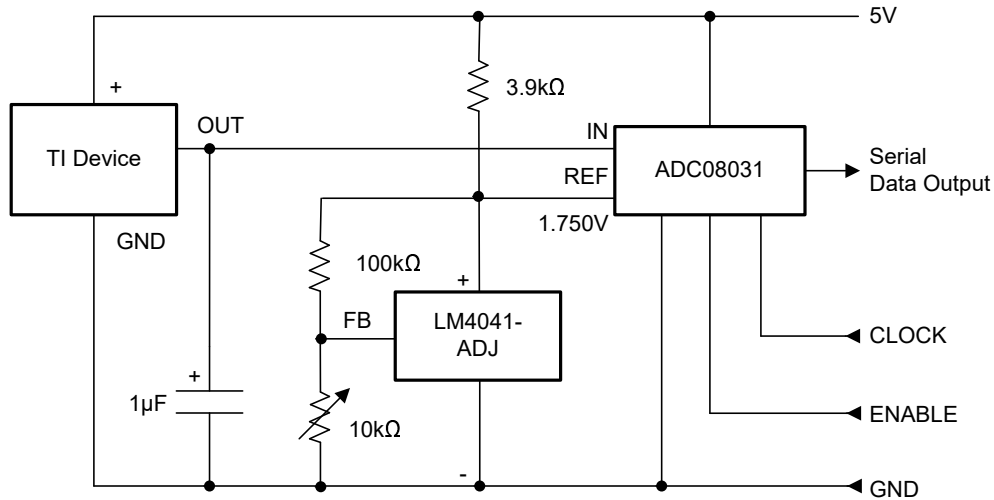 5V
+
3.9kΩ
OUT
IN
TI Device
ADC08031
Serial
Data Output
REF
1.750V
GND
100kΩ
+
FB
LM4041-
ADJ
CLOCK
+
1µF
10kΩ
ENABLE
-
GND